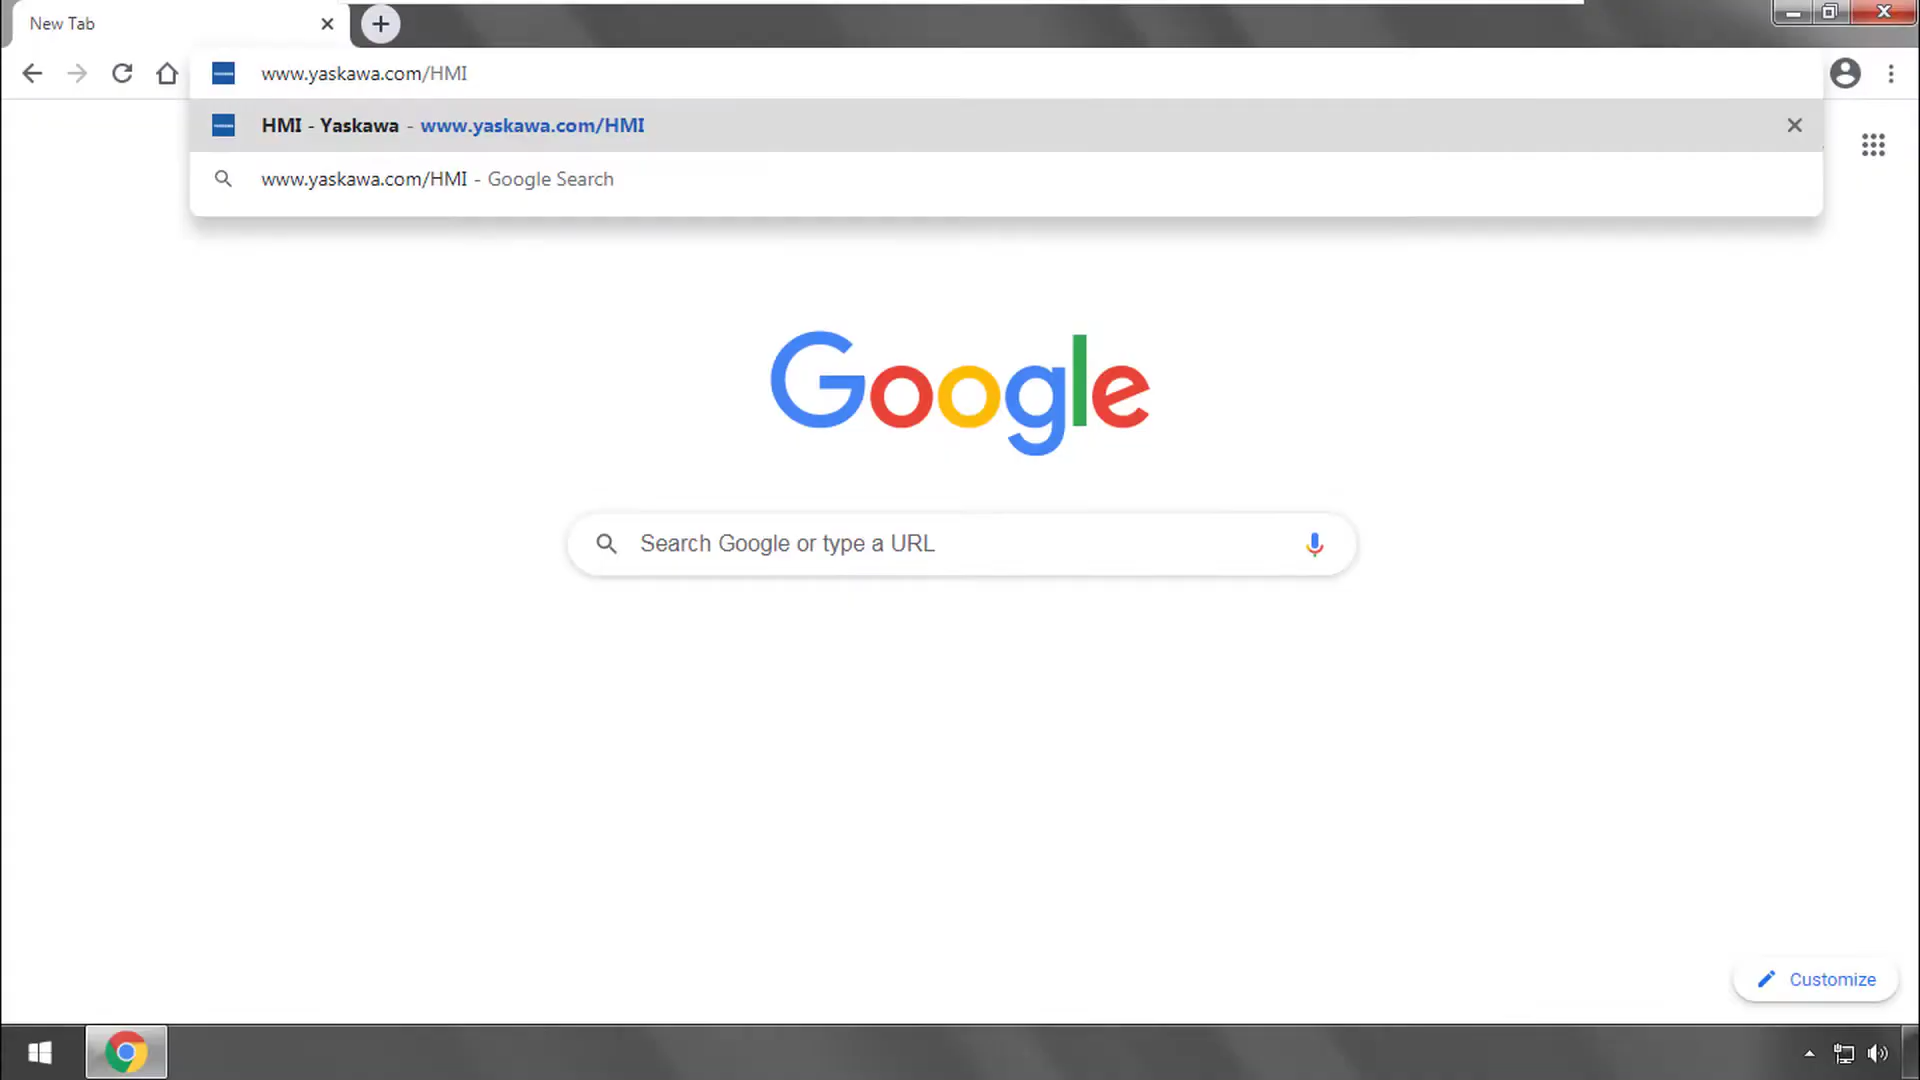 New Tab
www.yaskawa.com/HMI
HMI - Yaskawa - www.yaskawa.com/HMI
www.yaskawa.com/HMI - Google Search
Google
Search Google or type a URL
Customize